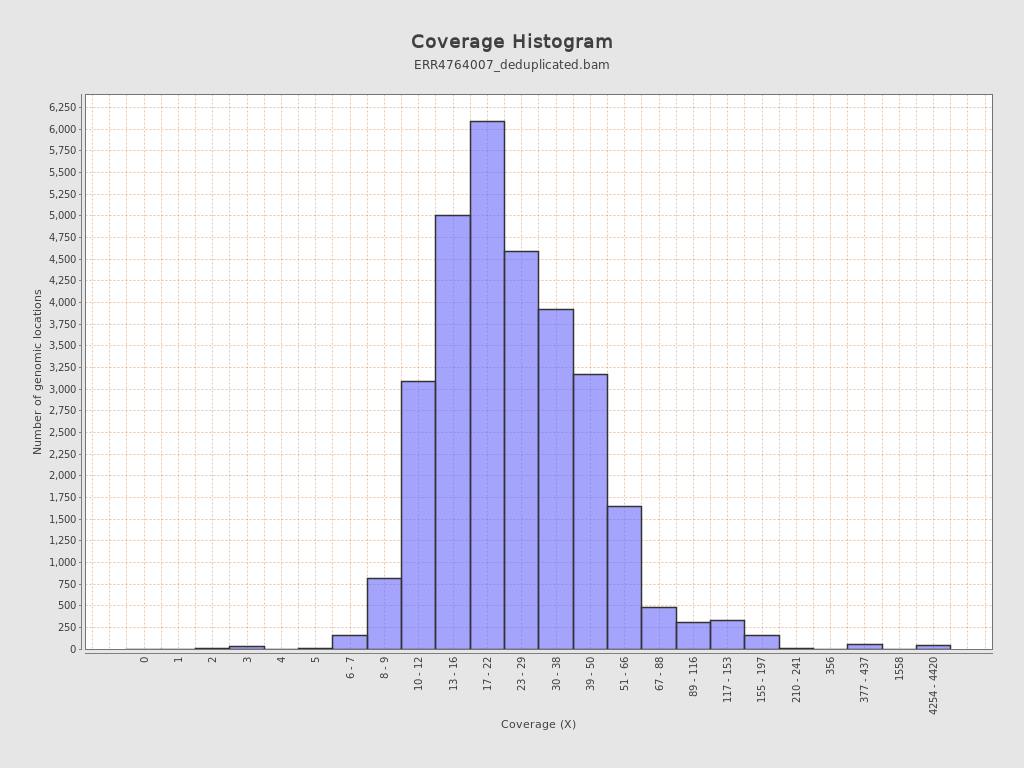 Coverage Histogram
ERR4764007_deduplicated.bam
Number of genomic locations
6,250
6,000
5,750
5,500
5,250
5,000
4,750
4,500
4,250
4,000
3,750
3,500
3,250
3,000
2,750
2,500
2,250
2,000
1,750
1,500
1,250
1,000
750
500
250
0
0
1
2
3
4
5
6 - 7
8 - 9
10 - 12
13 - 16
17 - 22
23 - 29
30 - 38
39 - 50
51 - 66
67 - 88
89 - 116
117 - 153
155 - 197
210 - 241
356
377 - 437
1558
4254 - 4420
Coverage (X)